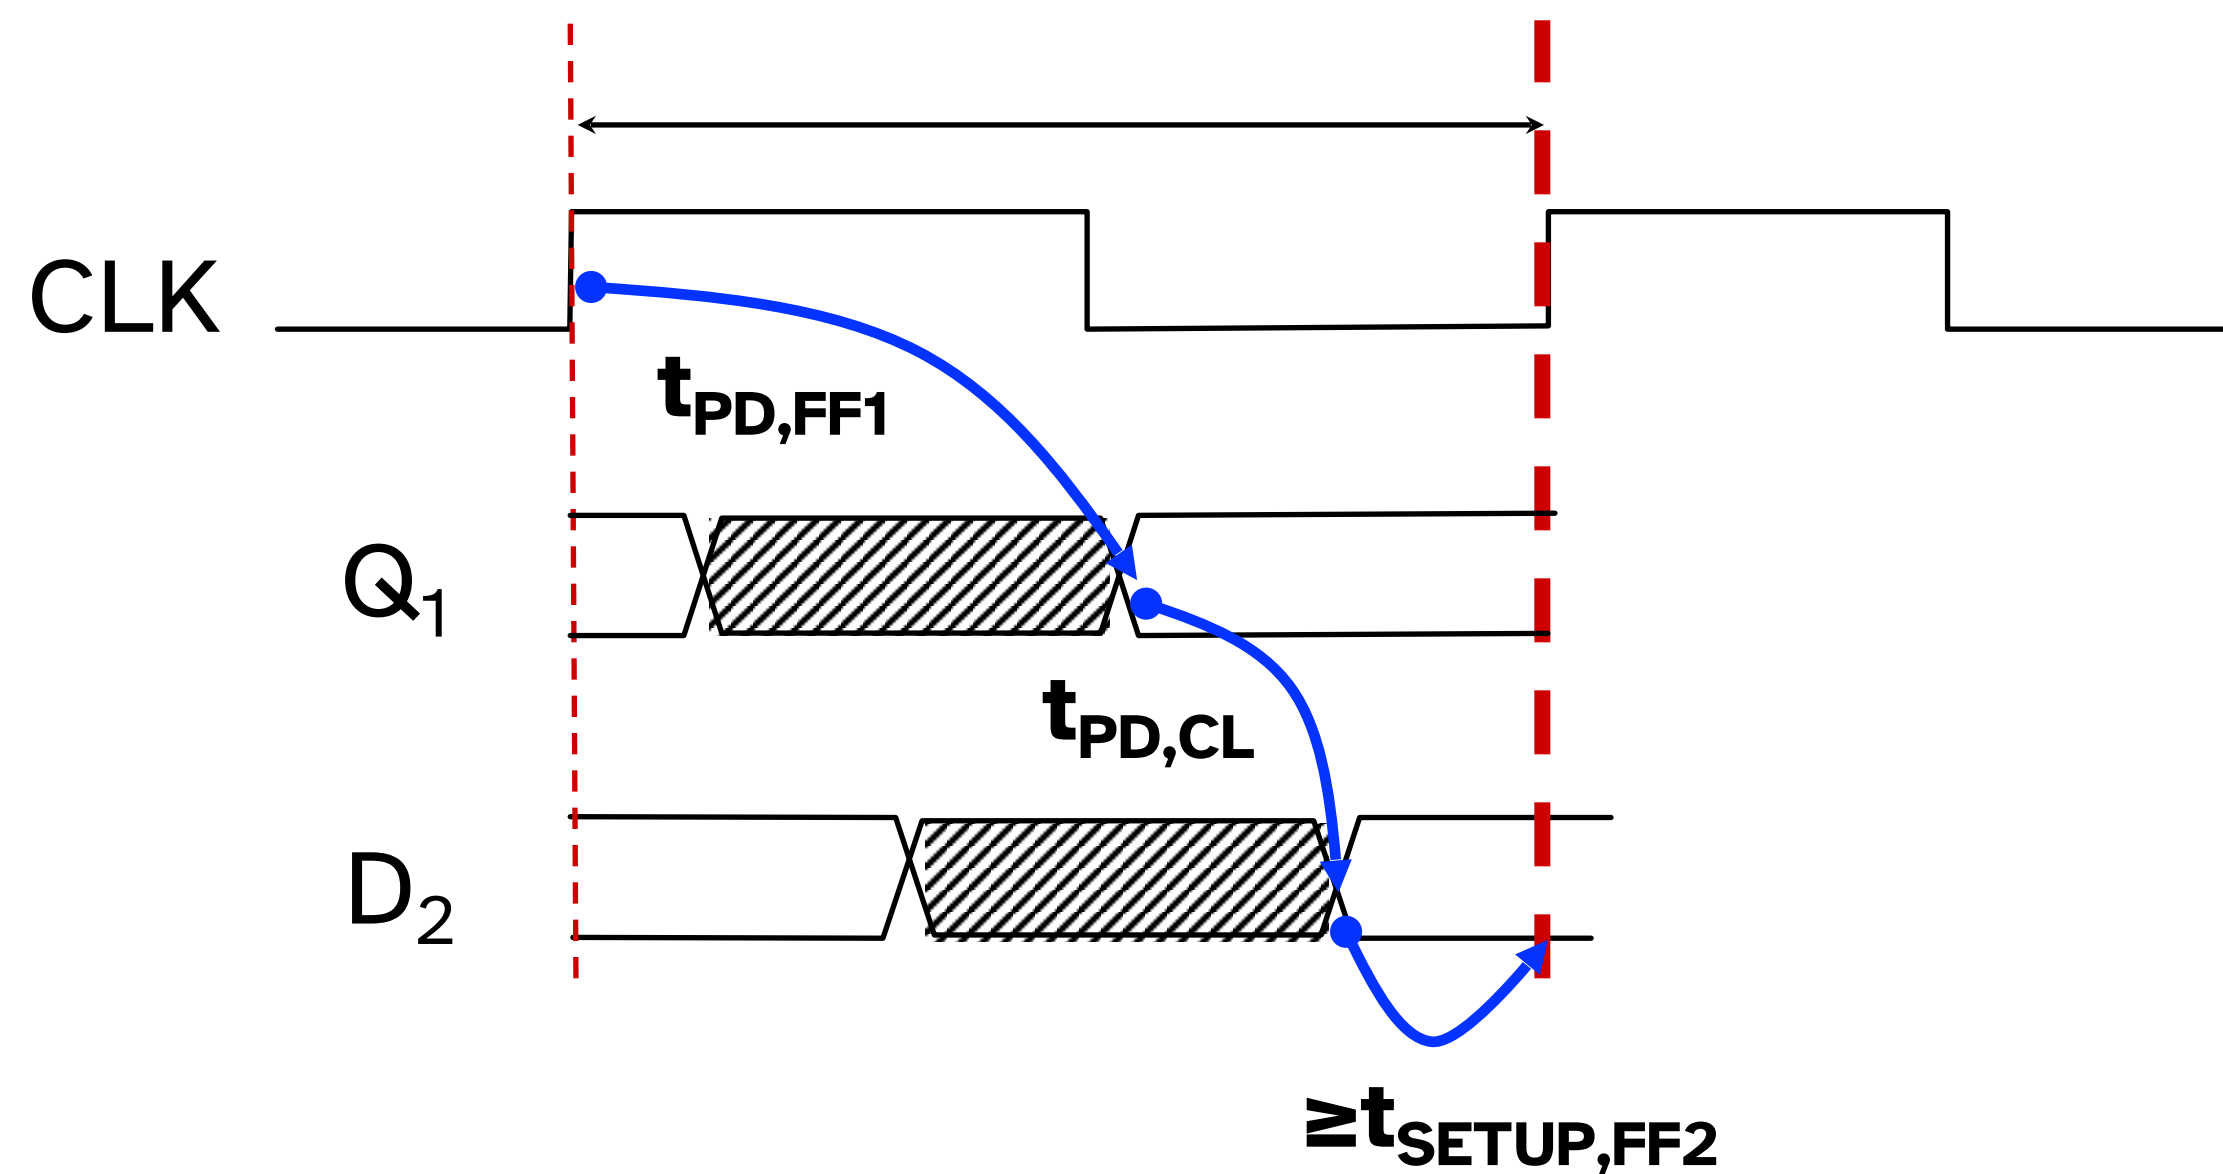 CLK
tPD,FF1
Q1
tPD,CL
D2
≥tSETUP,FF2